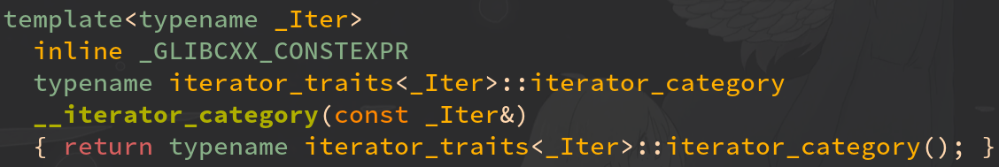 template<typename _Iter>
  inline _GLIBCXX_CONSTEXPR
  typename iterator_traits<_Iter>::iterator_category
  __iterator_category(const _Iter&)
  { return typename iterator_traits<_Iter>::iterator_category(); }